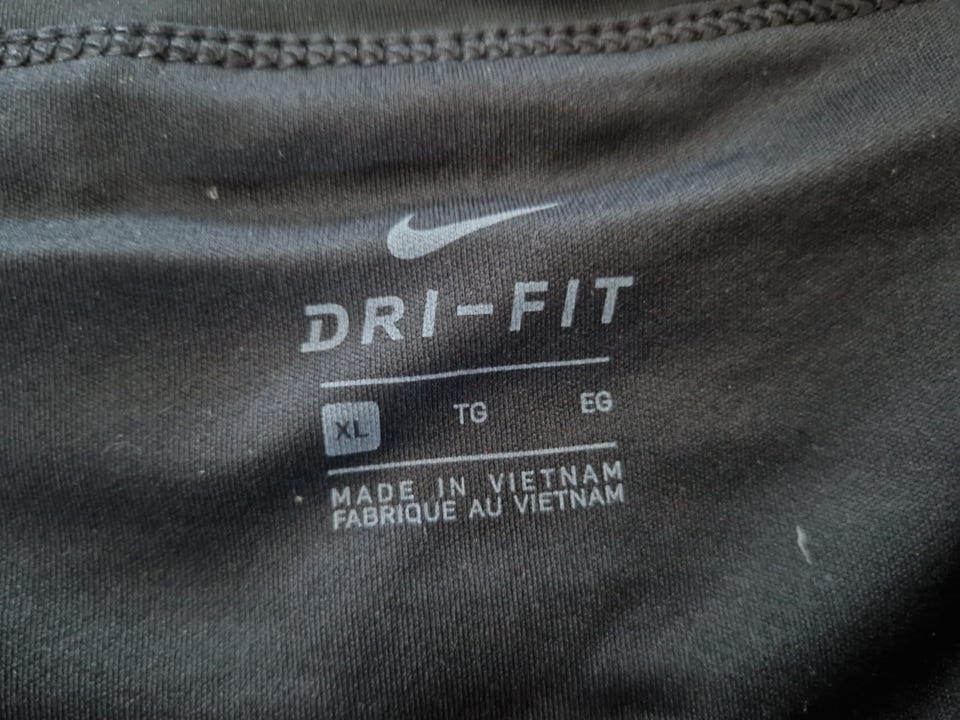 DRI-FIT
XL TG EG
MADE IN VIETNAM
FABRIQUE AU VIETNAM